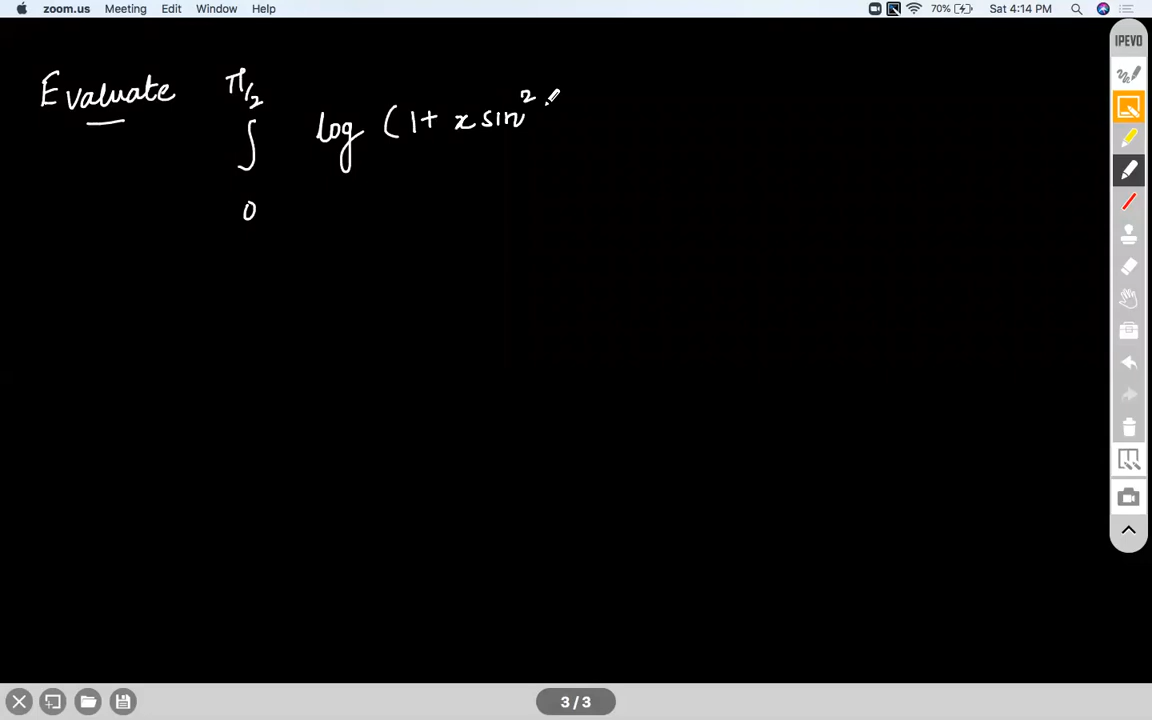 zoom.us Meeting Edit Window Help 70% Sat 4:14 PM
IPEVO
Evaluate π/2
∫ log (1+ x sin²
0
3 / 3